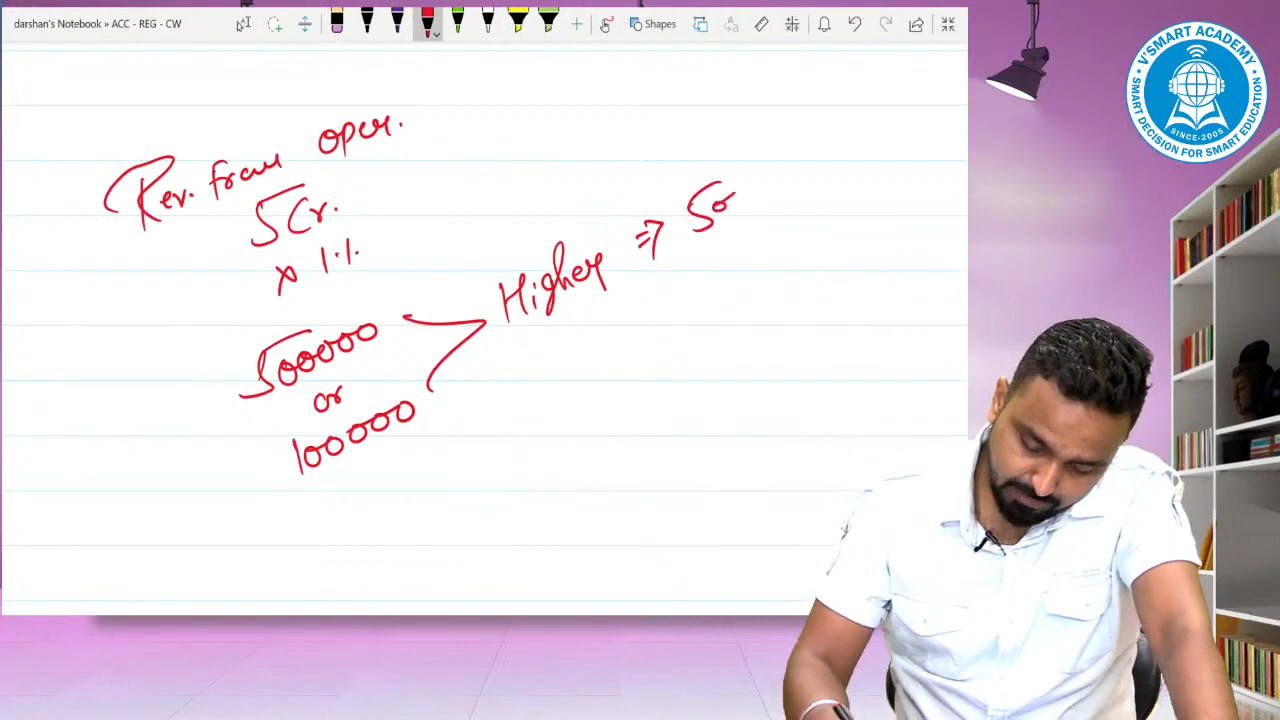 darshan's Notebook » ACC - REG - CW
Shapes
V'SMART ACADEMY
SINCE-2005
SMART DECISION FOR SMART EDUCATION
Rev. from oper.
5 Cr.
x 1%
500000
or
100000
Higher ⇒ 50